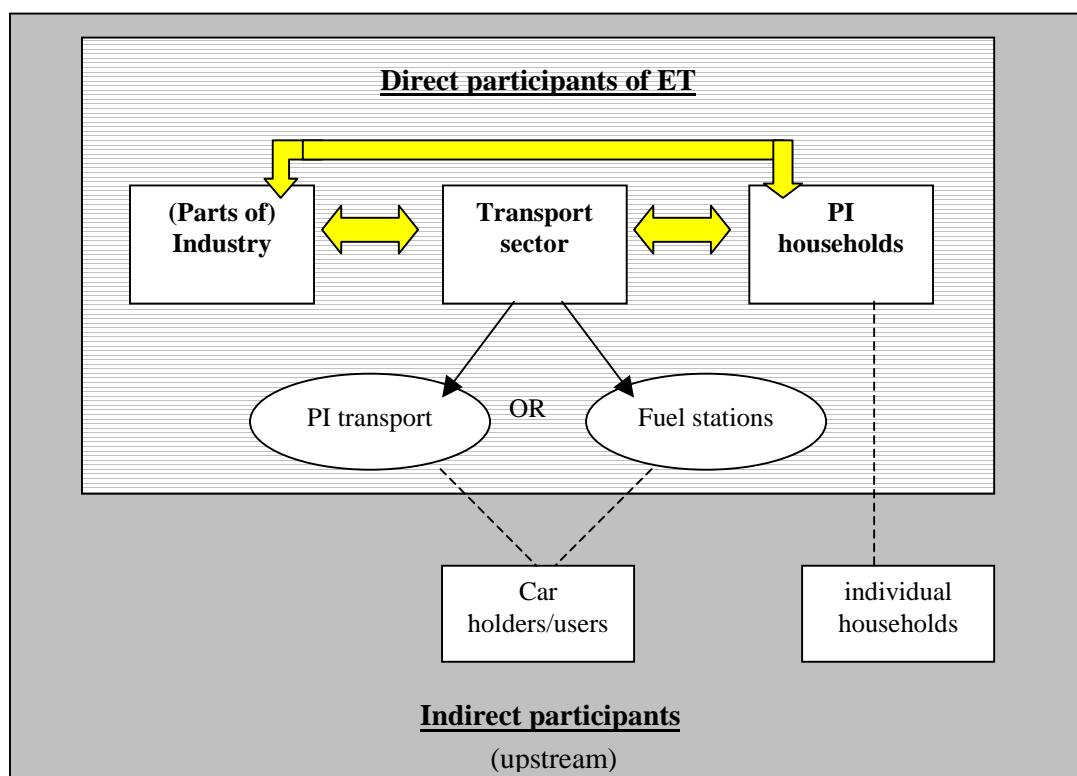 Direct participants of ET
(Parts of)
Industry
Transport
sector
PI
households
PI transport
OR
Fuel stations
Car
holders/users
individual
households
Indirect participants
(upstream)